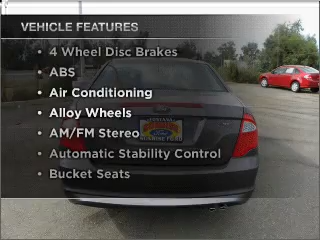 VEHICLE FEATURES
• 4 Wheel Disc Brakes
• ABS
• Air Conditioning
• Alloy Wheels
• AM/FM Stereo
• Automatic Stability Control
• Bucket Seats